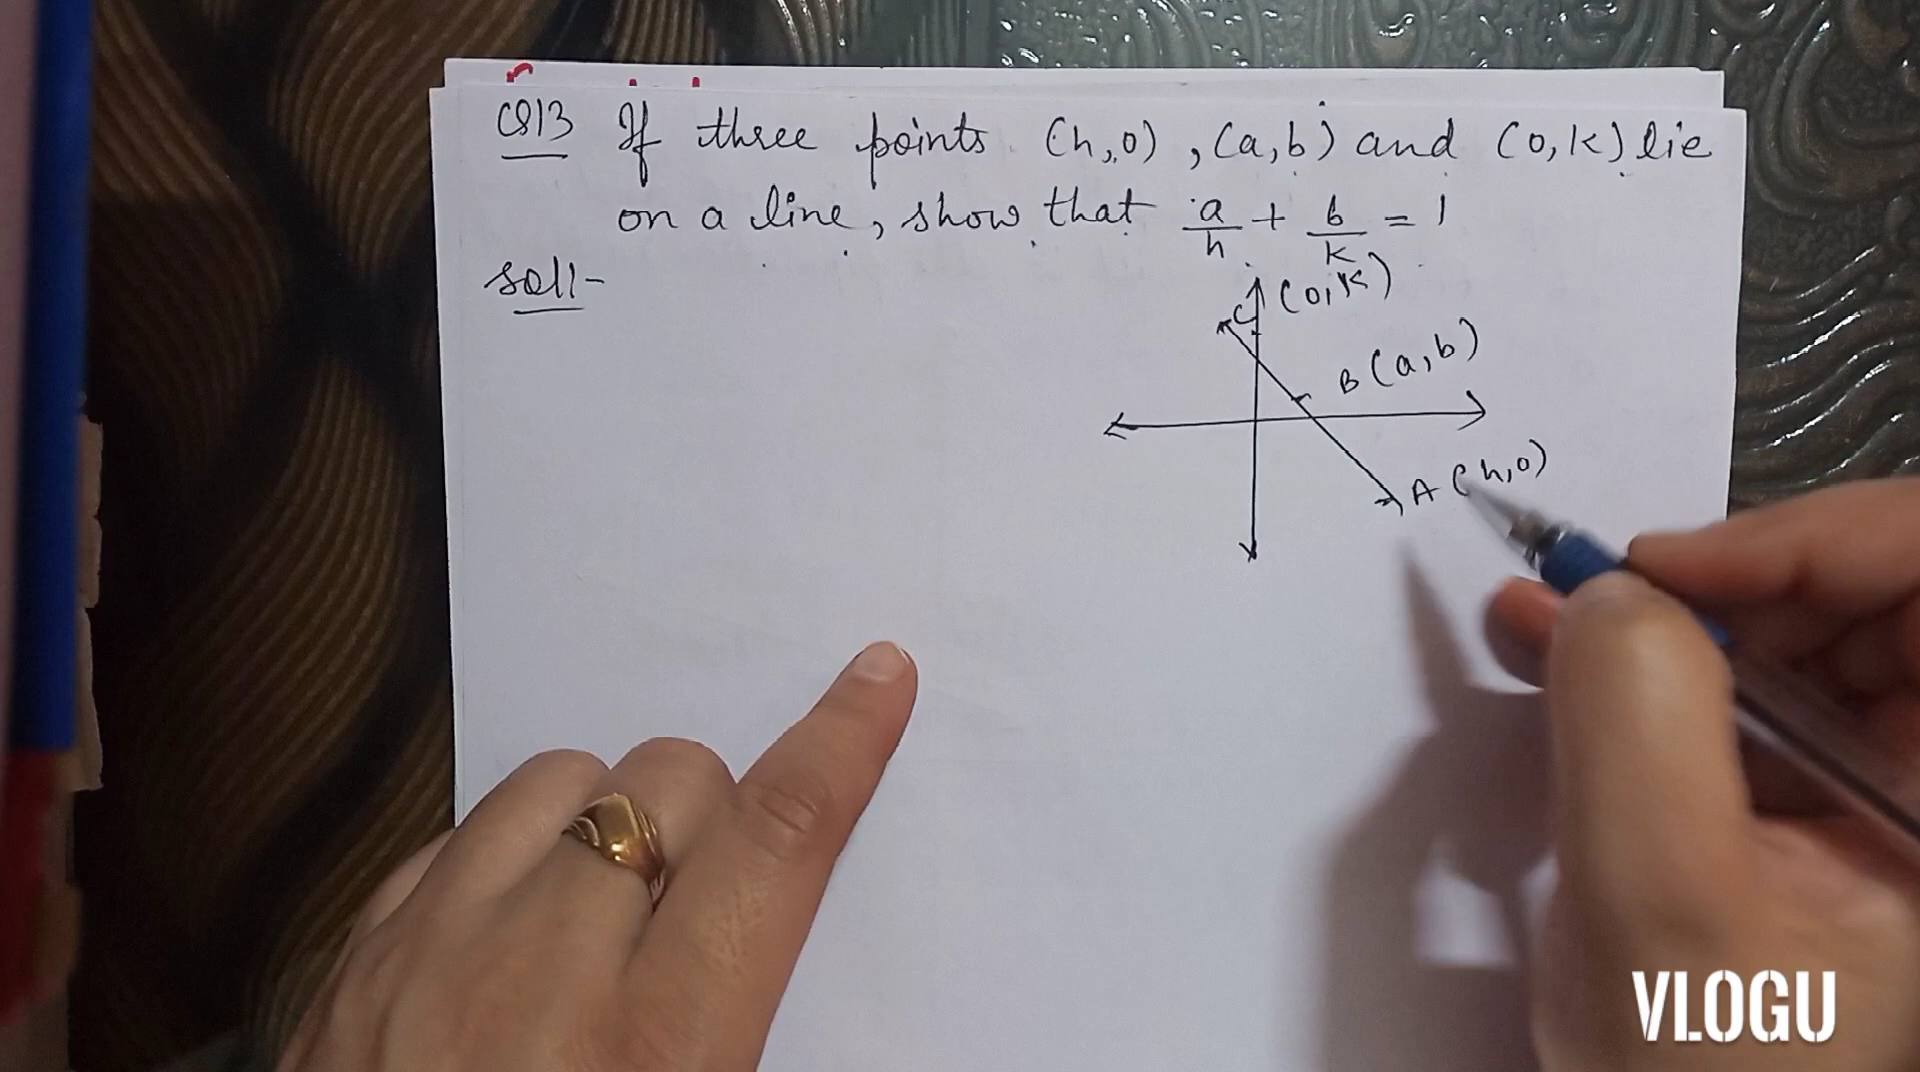 Q13 If three points (h,0), (a,b) and (0,k) lie
on a line, show that a/h + b/k = 1
Sol:-
C (0,k)
B (a,b)
A (h,0)
VLOGU